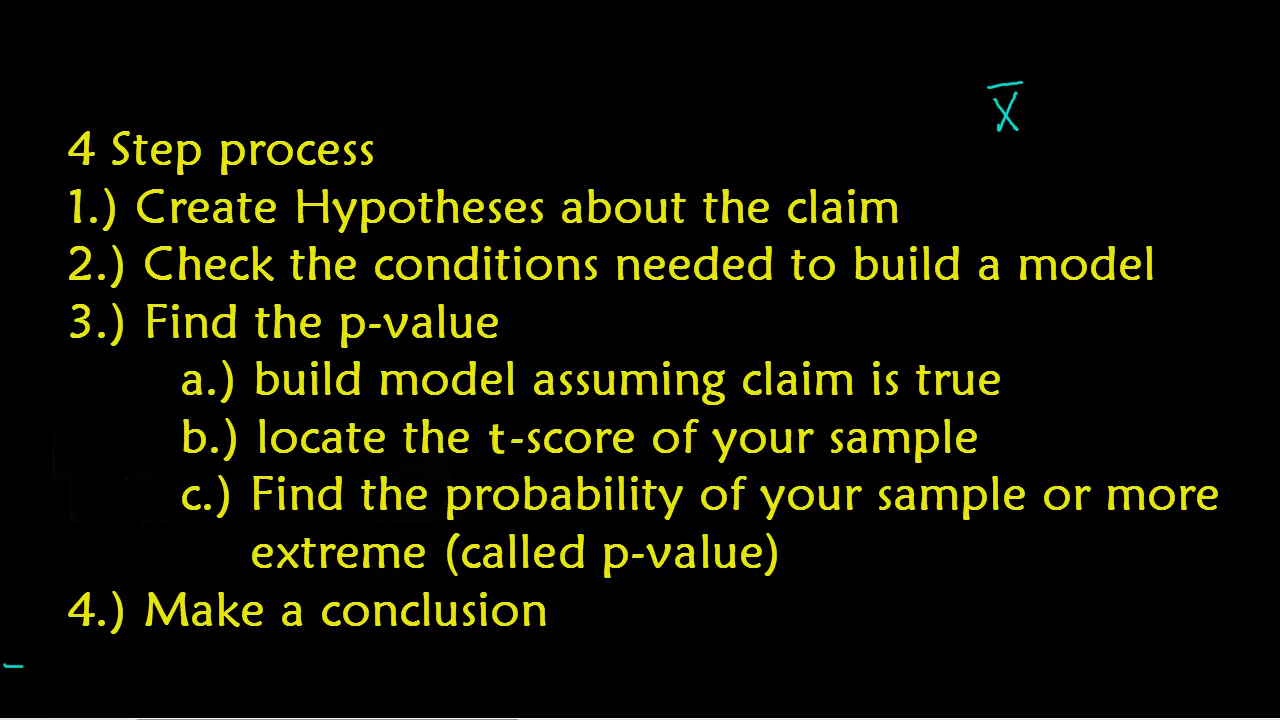 X̅
4 Step process
1.) Create Hypotheses about the claim
2.) Check the conditions needed to build a model
3.) Find the p-value
a.) build model assuming claim is true
b.) locate the t-score of your sample
c.) Find the probability of your sample or more
extreme (called p-value)
4.) Make a conclusion